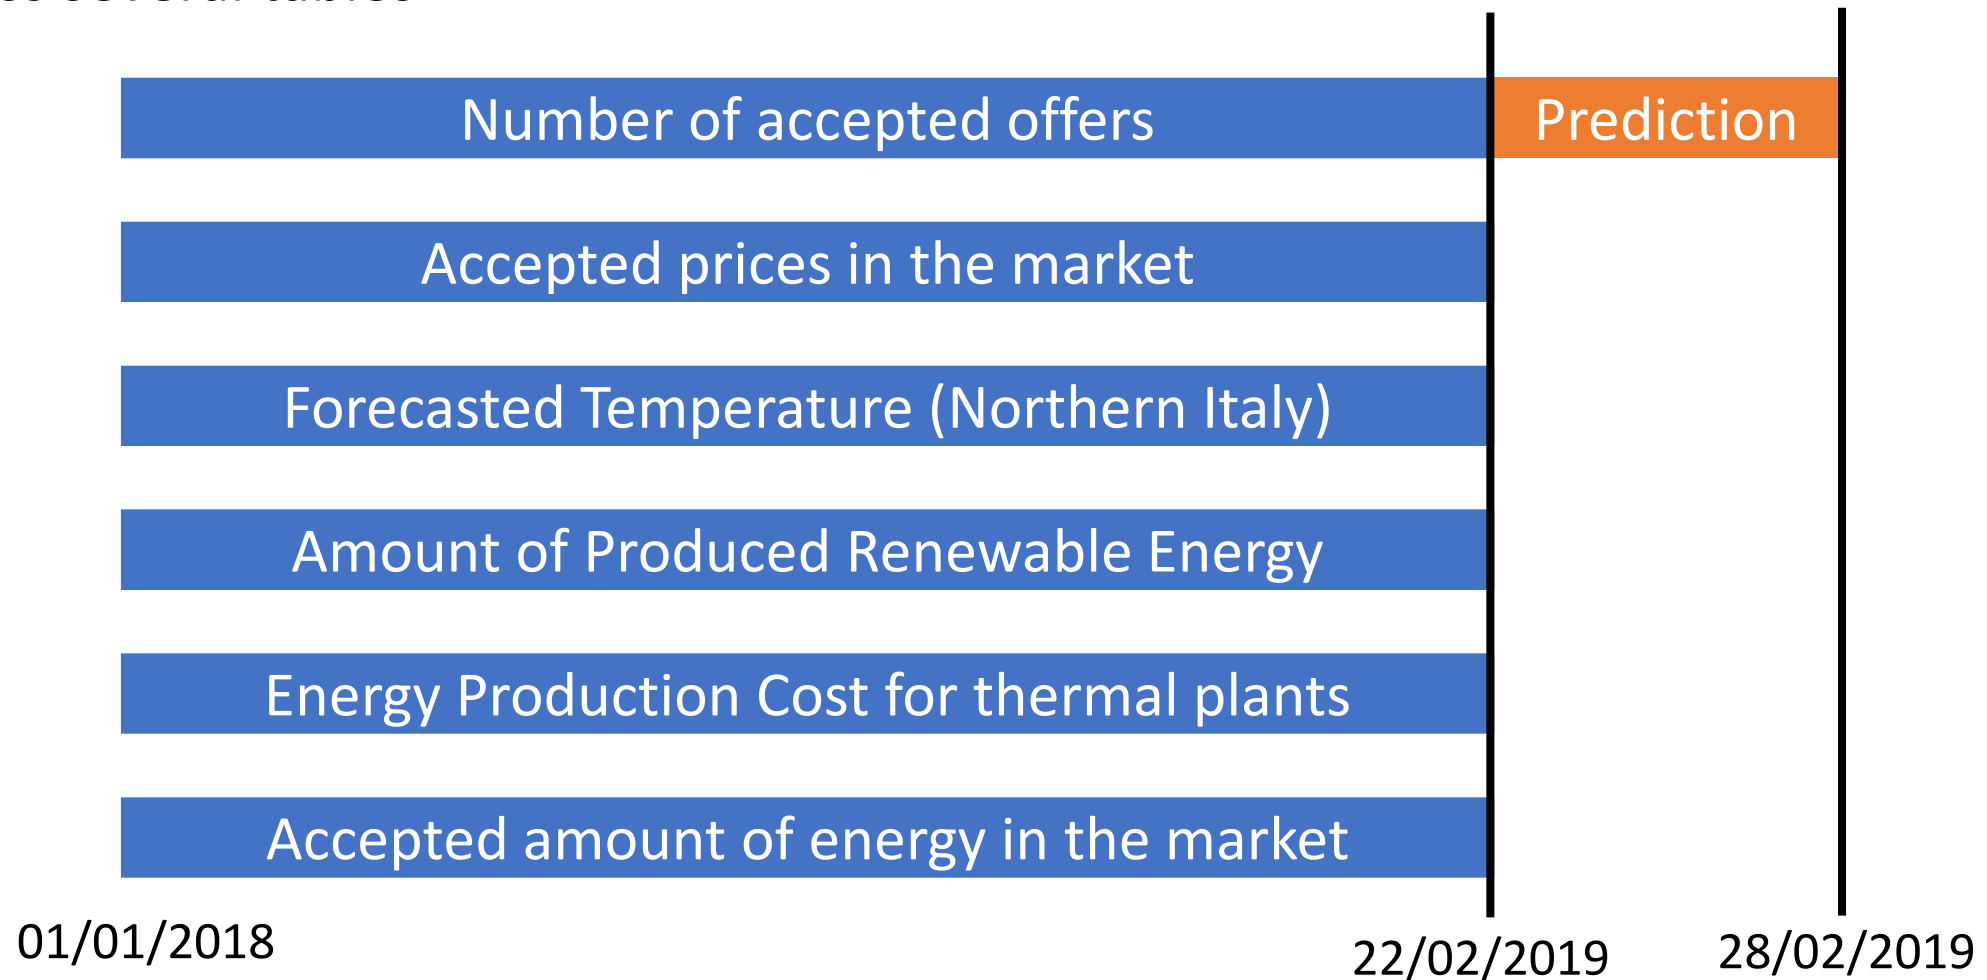 Number of accepted offers
Prediction
Accepted prices in the market
Forecasted Temperature (Northern Italy)
Amount of Produced Renewable Energy
Energy Production Cost for thermal plants
Accepted amount of energy in the market
01/01/2018
22/02/2019
28/02/2019